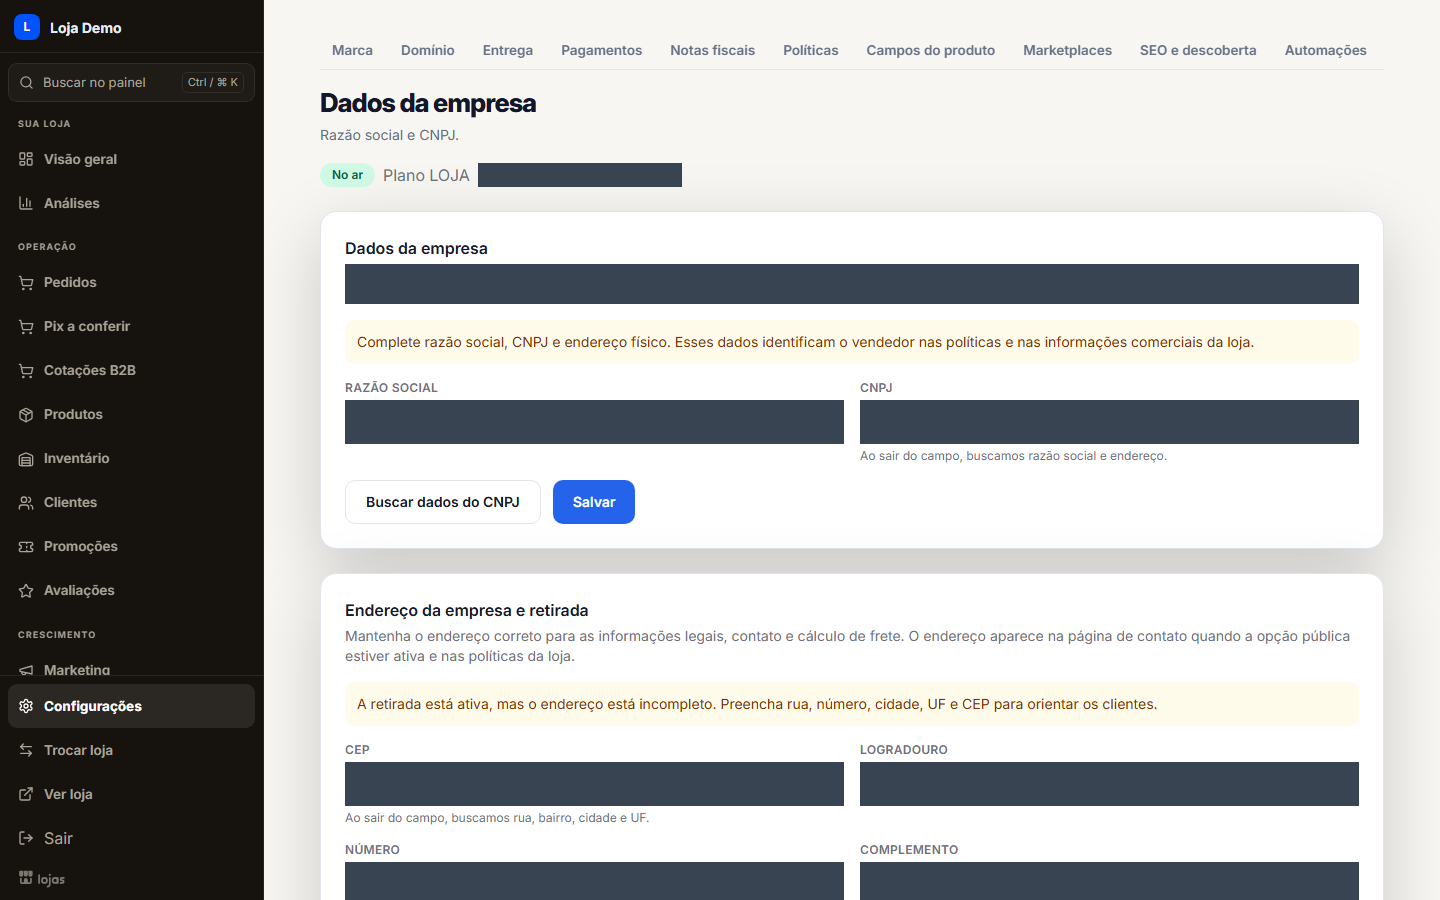 L Loja Demo
Buscar no painel Ctrl / ⌘ K
SUA LOJA
Visão geral
Análises
OPERAÇÃO
Pedidos
Pix a conferir
Cotações B2B
Produtos
Inventário
Clientes
Promoções
Avaliações
CRESCIMENTO
Marketing
Configurações
Trocar loja
Ver loja
Sair
lojas
Marca Domínio Entrega Pagamentos Notas fiscais Políticas Campos do produto Marketplaces SEO e descoberta Automações
Dados da empresa
Razão social e CNPJ.
No ar Plano LOJA
Dados da empresa
Complete razão social, CNPJ e endereço físico. Esses dados identificam o vendedor nas políticas e nas informações comerciais da loja.
RAZÃO SOCIAL CNPJ
Ao sair do campo, buscamos razão social e endereço.
Buscar dados do CNPJ Salvar
Endereço da empresa e retirada
Mantenha o endereço correto para as informações legais, contato e cálculo de frete. O endereço aparece na página de contato quando a opção pública
estiver ativa e nas políticas da loja.
A retirada está ativa, mas o endereço está incompleto. Preencha rua, número, cidade, UF e CEP para orientar os clientes.
CEP LOGRADOURO
Ao sair do campo, buscamos rua, bairro, cidade e UF.
NÚMERO COMPLEMENTO